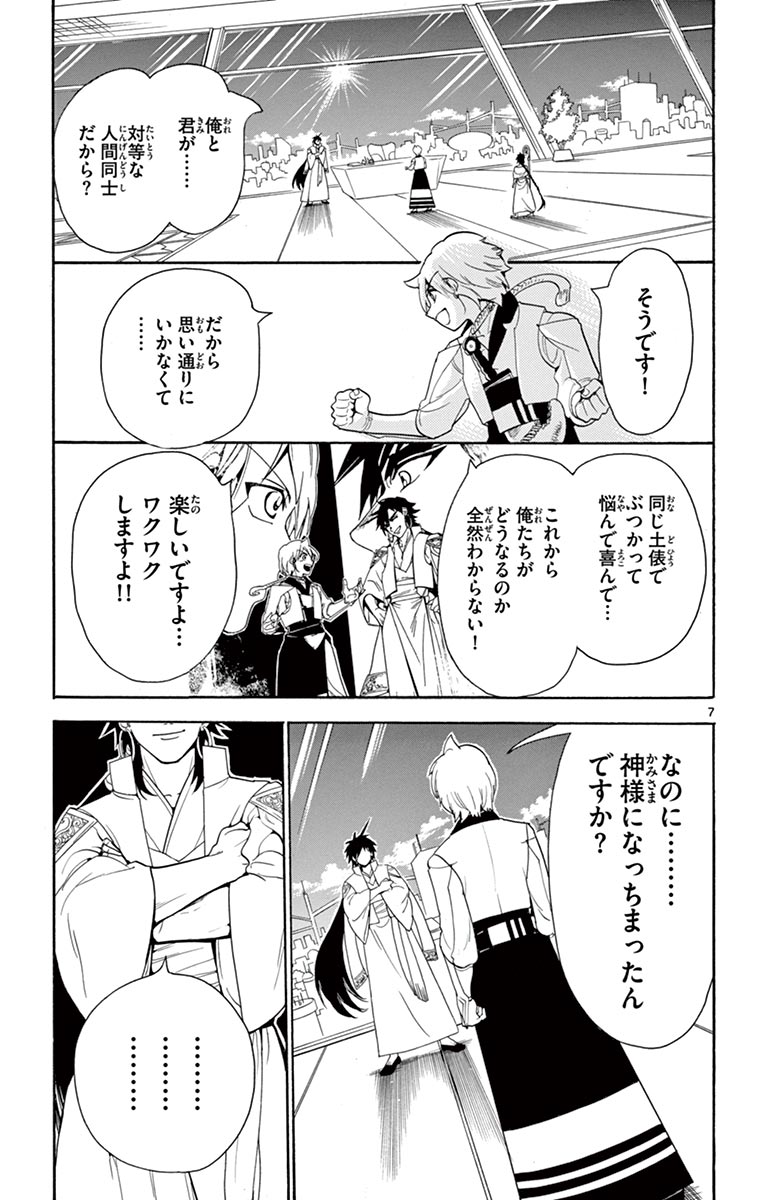 俺と
君が……
対等な
人間同士
だから？
そうです！
だから
思い通りに
いかなくて
……
同じ土俵で
ぶつかって
悩んで喜んで…
これから
俺たちが
どうなるのか
全然わからない！
楽しいですよ…
ワクワク
しますよ!!
7
なのに………
神様になっちまったん
ですか？
………
………
………